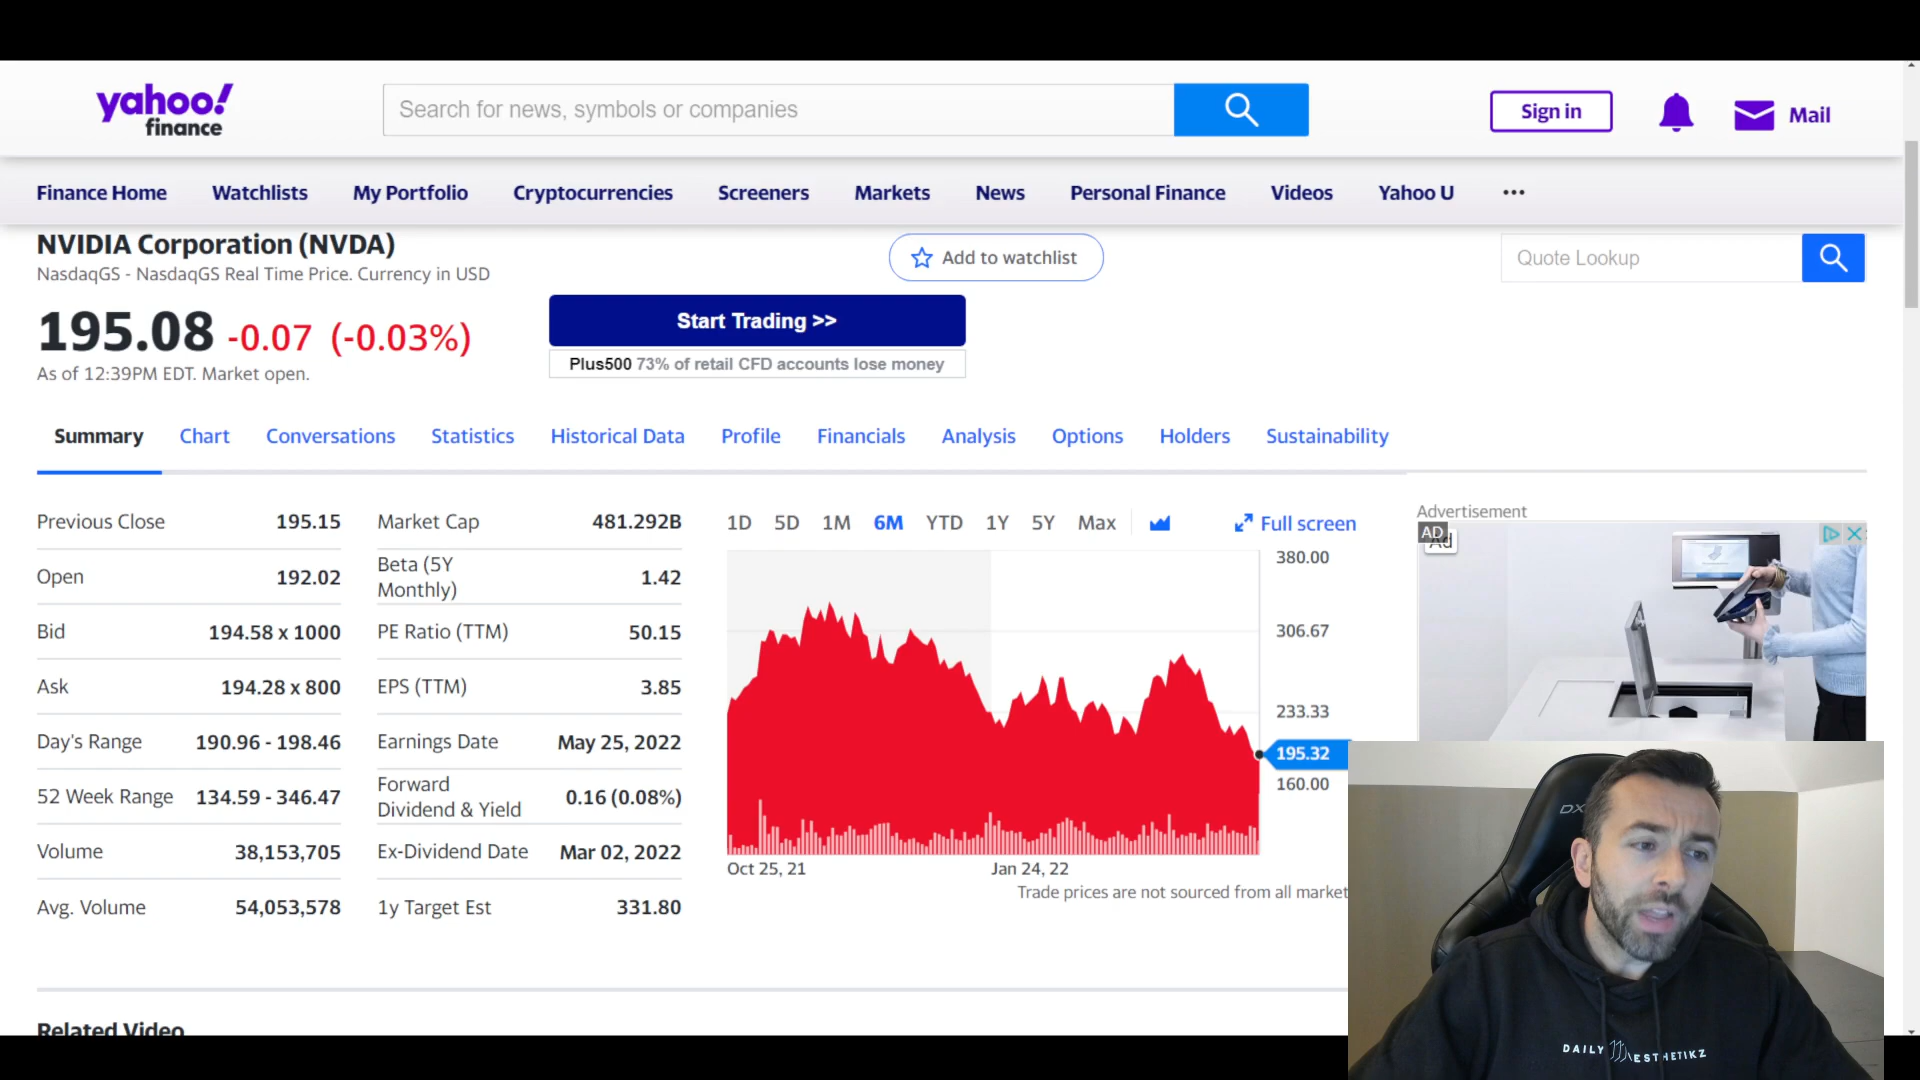 yahoo!
finance
Search for news, symbols or companies
Sign in
Mail
Finance Home Watchlists My Portfolio Cryptocurrencies Screeners Markets News Personal Finance Videos Yahoo U ...
NVIDIA Corporation (NVDA)
NasdaqGS - NasdaqGS Real Time Price. Currency in USD
Add to watchlist
Quote Lookup
195.08 -0.07 (-0.03%)
As of 12:39PM EDT. Market open.
Start Trading >>
Plus500 73% of retail CFD accounts lose money
Summary Chart Conversations Statistics Historical Data Profile Financials Analysis Options Holders Sustainability
Previous Close 195.15
Open 192.02
Bid 194.58 x 1000
Ask 194.28 x 800
Day's Range 190.96 - 198.46
52 Week Range 134.59 - 346.47
Volume 38,153,705
Avg. Volume 54,053,578
Market Cap 481.292B
Beta (5Y
Monthly) 1.42
PE Ratio (TTM) 50.15
EPS (TTM) 3.85
Earnings Date May 25, 2022
Forward
Dividend & Yield 0.16 (0.08%)
Ex-Dividend Date Mar 02, 2022
1y Target Est 331.80
1D 5D 1M 6M YTD 1Y 5Y Max
Full screen
380.00
306.67
233.33
195.32
160.00
Oct 25, 21 Jan 24, 22
Trade prices are not sourced from all market
Advertisement
AD
Ad
DX
DAILY AESTHETIKZ
Related Video